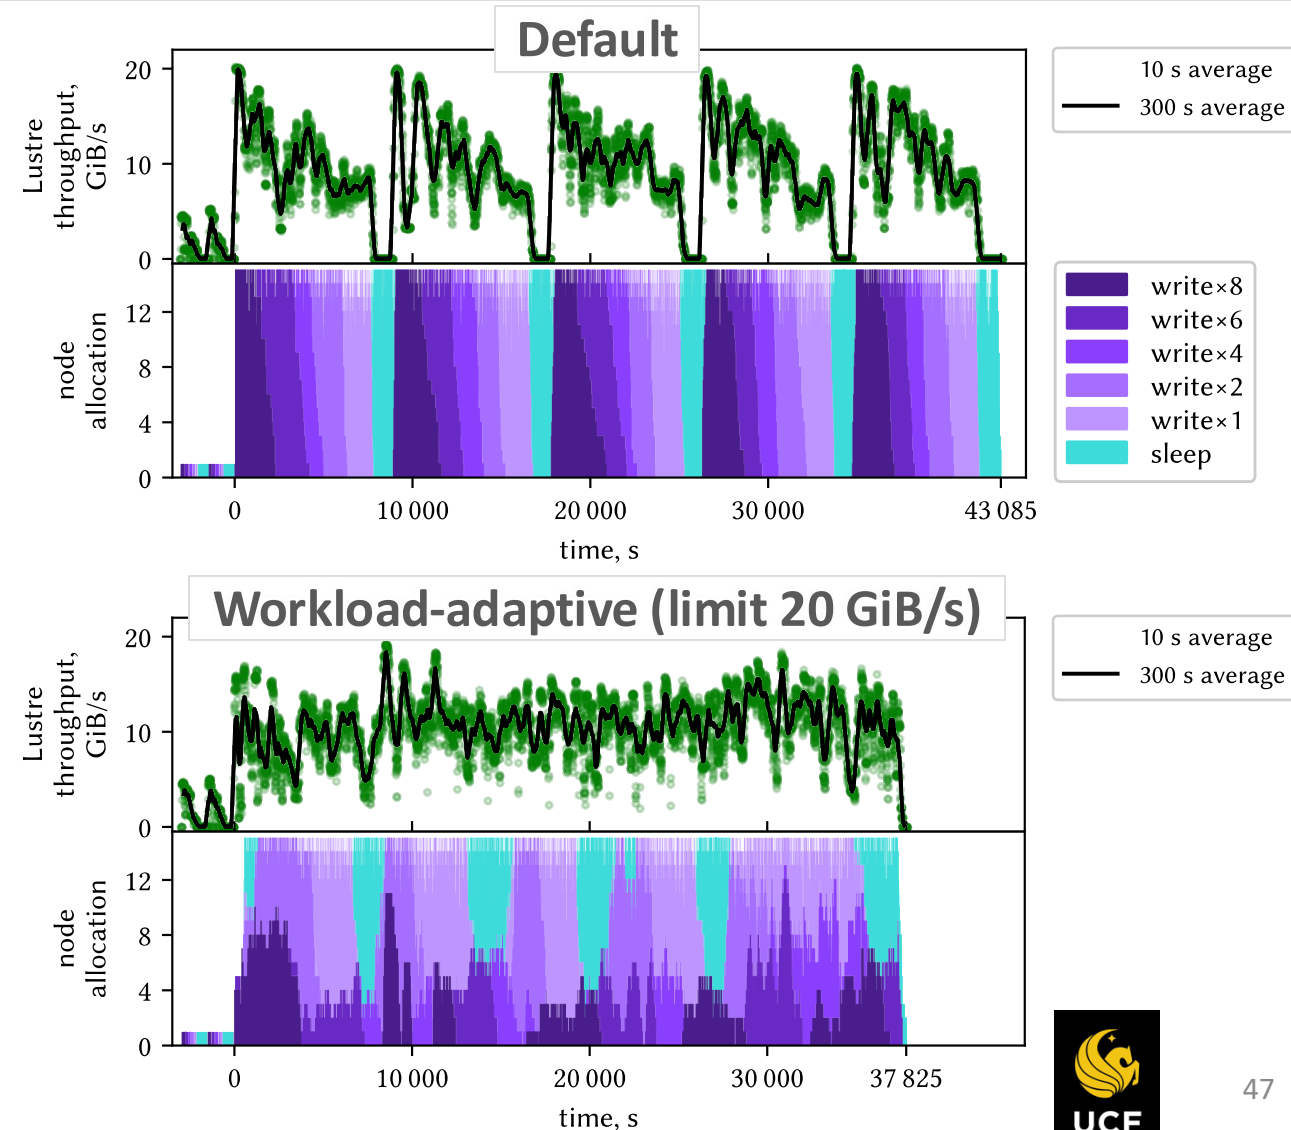 Default
20
10
0
Lustre
throughput,
GiB/s
10 s average
300 s average
12
8
4
0
node
allocation
write×8
write×6
write×4
write×2
write×1
sleep
0
10 000
20 000
30 000
43 085
time, s
Workload-adaptive (limit 20 GiB/s)
20
10
0
Lustre
throughput,
GiB/s
10 s average
300 s average
12
8
4
0
node
allocation
0
10 000
20 000
30 000
37 825
time, s
UCF
47